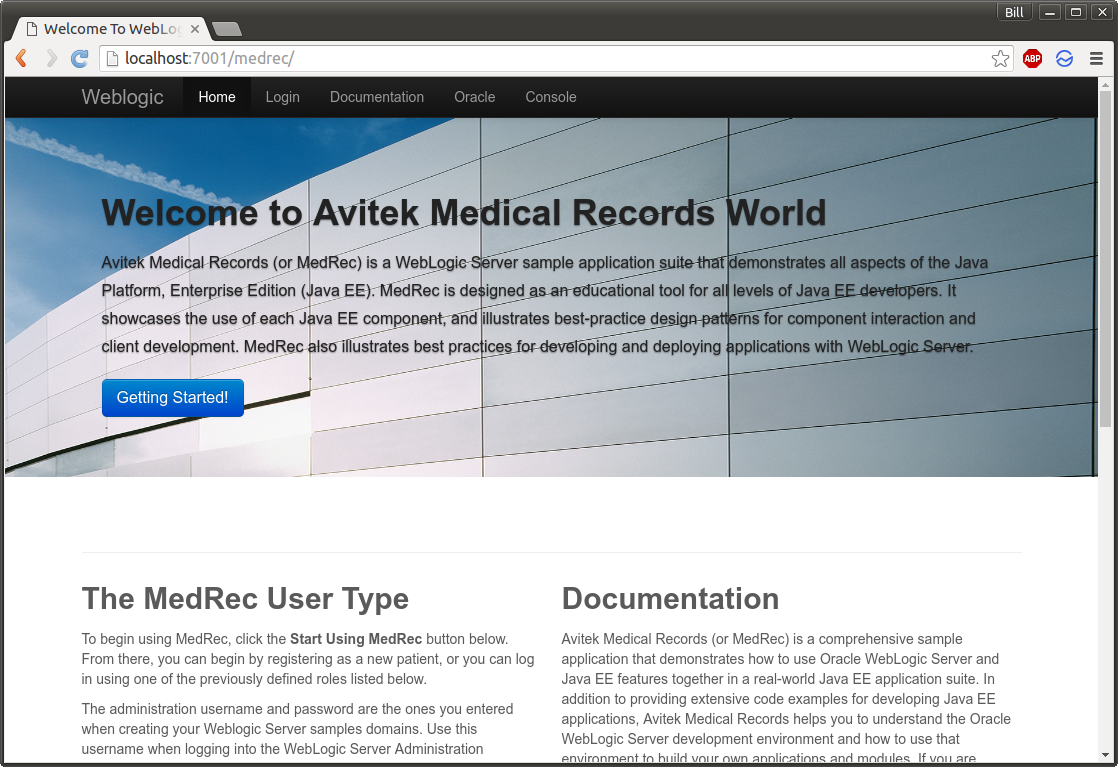 Bill
Welcome To WebLo
localhost:7001/medrec/
ABP
Weblogic Home Login Documentation Oracle Console
Welcome to Avitek Medical Records World
Avitek Medical Records (or MedRec) is a WebLogic Server sample application suite that demonstrates all aspects of the Java
Platform, Enterprise Edition (Java EE). MedRec is designed as an educational tool for all levels of Java EE developers. It
showcases the use of each Java EE component, and illustrates best-practice design patterns for component interaction and
client development. MedRec also illustrates best practices for developing and deploying applications with WebLogic Server.
Getting Started!
The MedRec User Type
To begin using MedRec, click the Start Using MedRec button below.
From there, you can begin by registering as a new patient, or you can log
in using one of the previously defined roles listed below.
The administration username and password are the ones you entered
when creating your Weblogic Server samples domains. Use this
username when logging into the WebLogic Server Administration
Documentation
Avitek Medical Records (or MedRec) is a comprehensive sample
application that demonstrates how to use Oracle WebLogic Server and
Java EE features together in a real-world Java EE application suite. In
addition to providing extensive code examples for developing Java EE
applications, Avitek Medical Records helps you to understand the Oracle
WebLogic Server development environment and how to use that
environment to build your own applications and modules. If you are